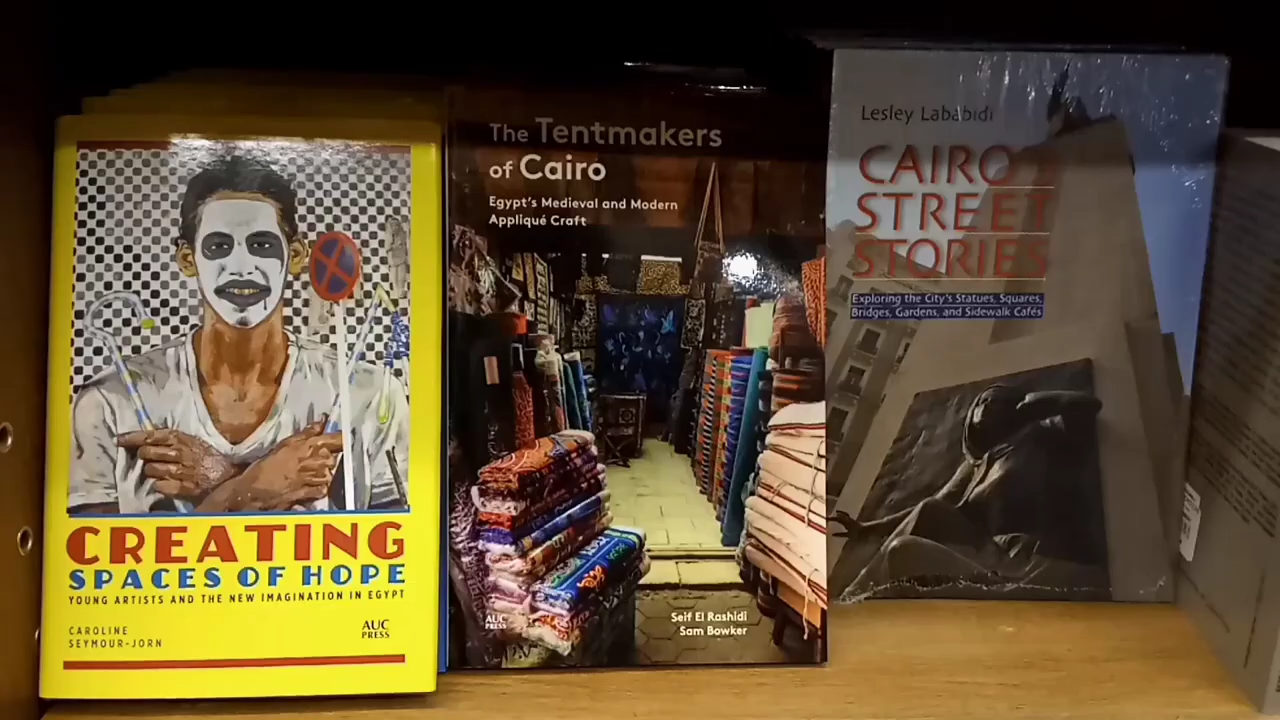 CREATING
SPACES OF HOPE
YOUNG ARTISTS AND THE NEW IMAGINATION IN EGYPT
CAROLINE
SEYMOUR-JORN
AUC
PRESS
The Tentmakers
of Cairo
Egypt's Medieval and Modern
Appliqué Craft
AUC
PRESS
Seif El Rashidi
Sam Bowker
Lesley Lababidi
CAIRO'S
STREET
STORIES
Exploring the City's Statues, Squares,
Bridges, Gardens, and Sidewalk Cafés